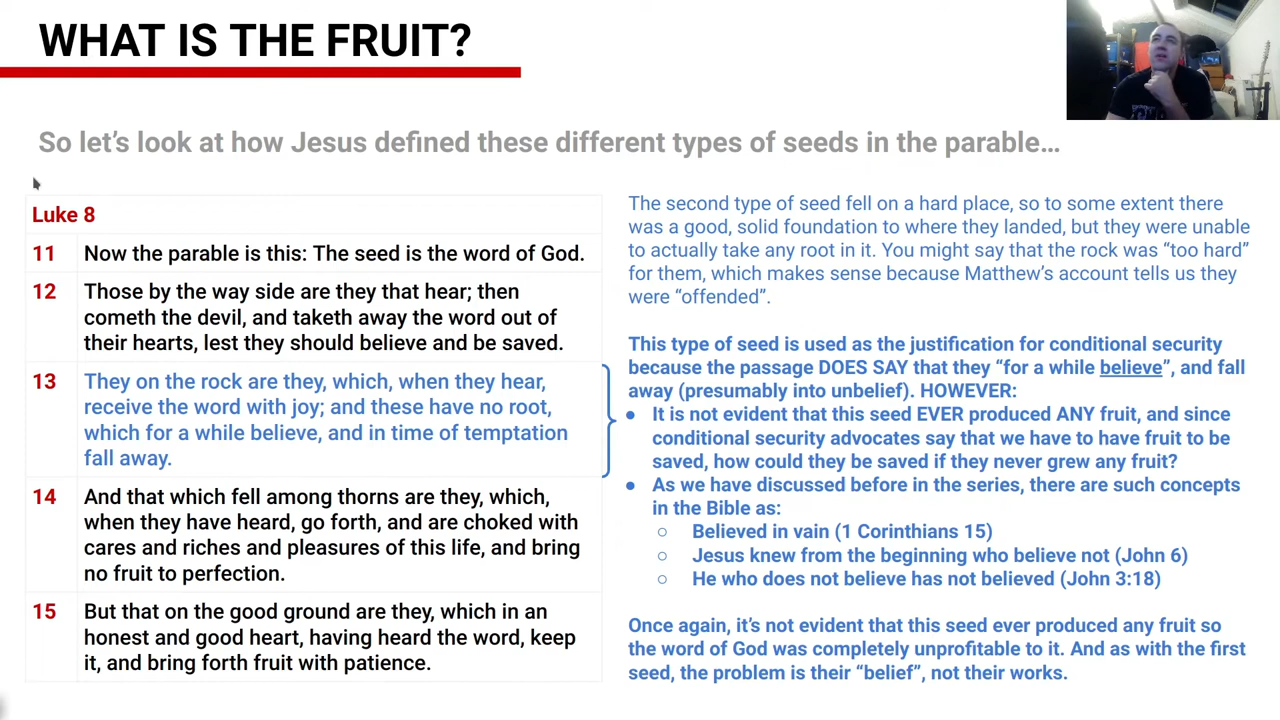 WHAT IS THE FRUIT?
So let's look at how Jesus defined these different types of seeds in the parable…
Luke 8
11 Now the parable is this: The seed is the word of God.
12 Those by the way side are they that hear; then
cometh the devil, and taketh away the word out of
their hearts, lest they should believe and be saved.
13 They on the rock are they, which, when they hear,
receive the word with joy; and these have no root,
which for a while believe, and in time of temptation
fall away.
14 And that which fell among thorns are they, which,
when they have heard, go forth, and are choked with
cares and riches and pleasures of this life, and bring
no fruit to perfection.
15 But that on the good ground are they, which in an
honest and good heart, having heard the word, keep
it, and bring forth fruit with patience.
The second type of seed fell on a hard place, so to some extent there
was a good, solid foundation to where they landed, but they were unable
to actually take any root in it. You might say that the rock was “too hard”
for them, which makes sense because Matthew’s account tells us they
were “offended”.
This type of seed is used as the justification for conditional security
because the passage DOES SAY that they “for a while believe”, and fall
away (presumably into unbelief). HOWEVER:
● It is not evident that this seed EVER produced ANY fruit, and since
conditional security advocates say that we have to have fruit to be
saved, how could they be saved if they never grew any fruit?
● As we have discussed before in the series, there are such concepts
in the Bible as:
○ Believed in vain (1 Corinthians 15)
○ Jesus knew from the beginning who believe not (John 6)
○ He who does not believe has not believed (John 3:18)
Once again, it’s not evident that this seed ever produced any fruit so
the word of God was completely unprofitable to it. And as with the first
seed, the problem is their “belief”, not their works.